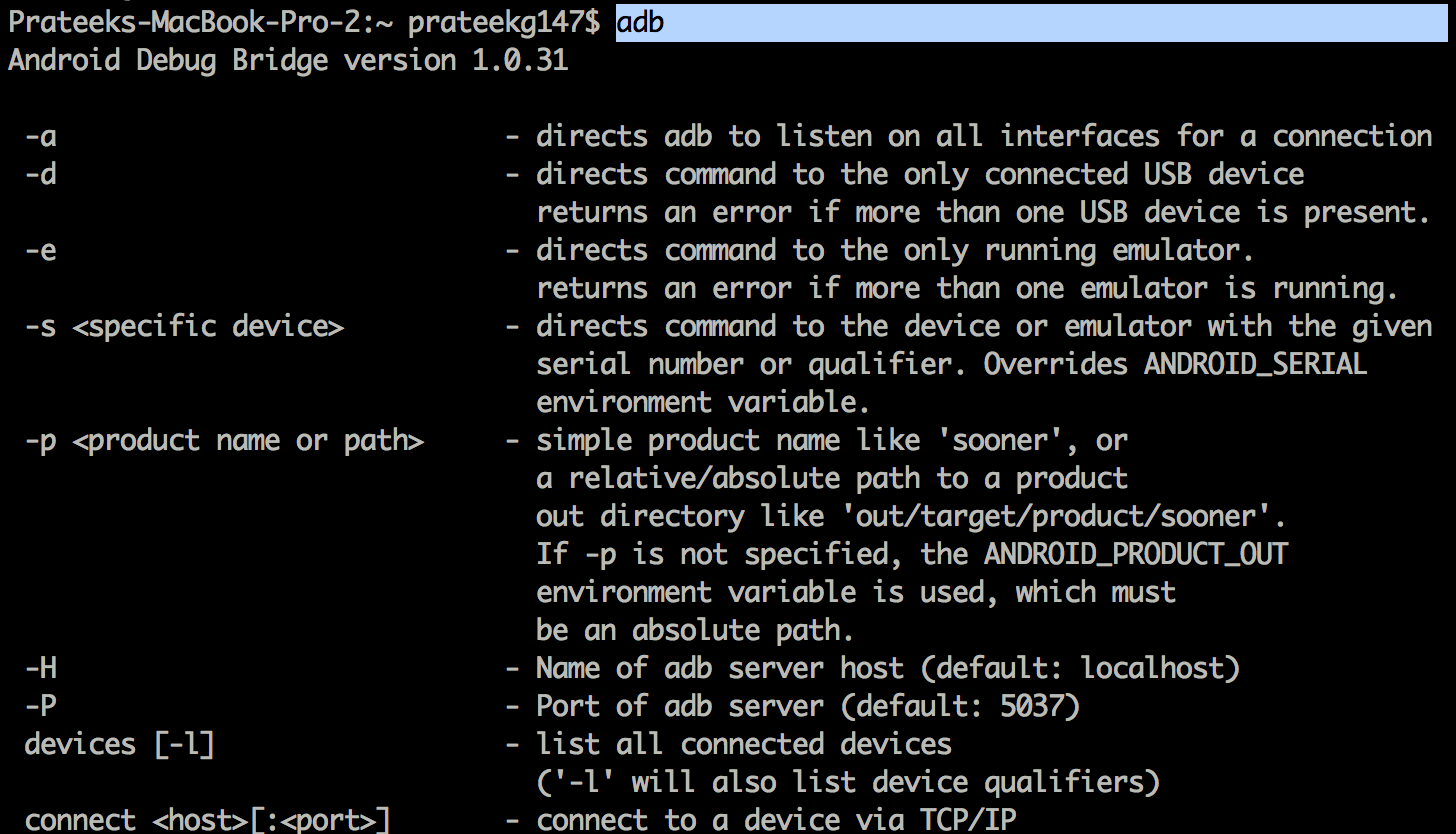 Prateeks-MacBook-Pro-2:~ prateekg147$ adb
Android Debug Bridge version 1.0.31
-a - directs adb to listen on all interfaces for a connection
-d - directs command to the only connected USB device
returns an error if more than one USB device is present.
-e - directs command to the only running emulator.
returns an error if more than one emulator is running.
-s <specific device> - directs command to the device or emulator with the given
serial number or qualifier. Overrides ANDROID_SERIAL
environment variable.
-p <product name or path> - simple product name like 'sooner', or
a relative/absolute path to a product
out directory like 'out/target/product/sooner'.
If -p is not specified, the ANDROID_PRODUCT_OUT
environment variable is used, which must
be an absolute path.
-H - Name of adb server host (default: localhost)
-P - Port of adb server (default: 5037)
devices [-l] - list all connected devices
('-l' will also list device qualifiers)
connect <host>[:<port>] - connect to a device via TCP/IP